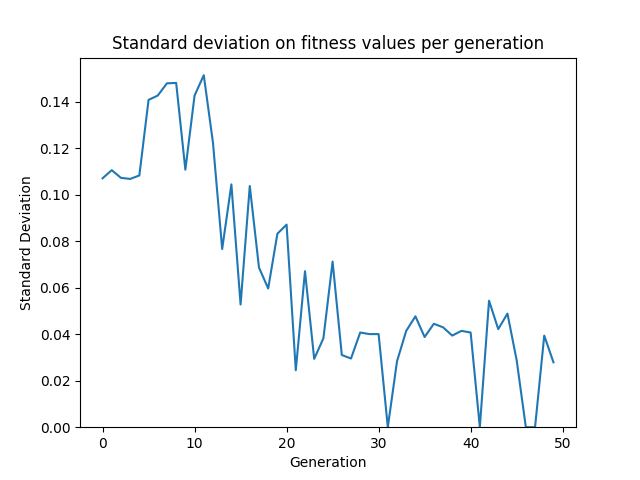 Standard deviation on fitness values per generation
Standard Deviation
0.14
0.12
0.10
0.08
0.06
0.04
0.02
0.00
0 10 20 30 40 50
Generation